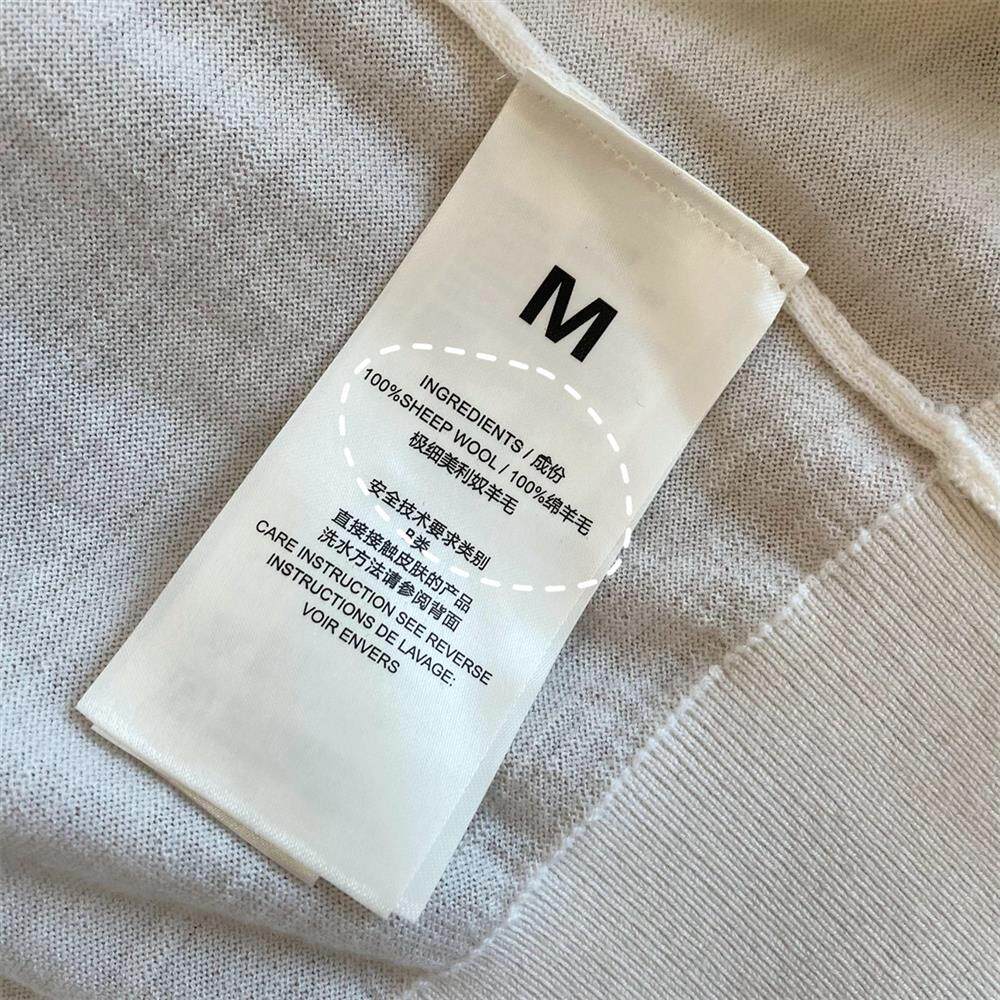 M
INGREDIENTS / 成份
100%SHEEP WOOL / 100%绵羊毛
极细美利奴羊毛
安全技术要求类别
B类
直接接触皮肤的产品
洗水方法请参阅背面
CARE INSTRUCTION SEE REVERSE
INSTRUCTIONS DE LAVAGE:
VOIR ENVERS